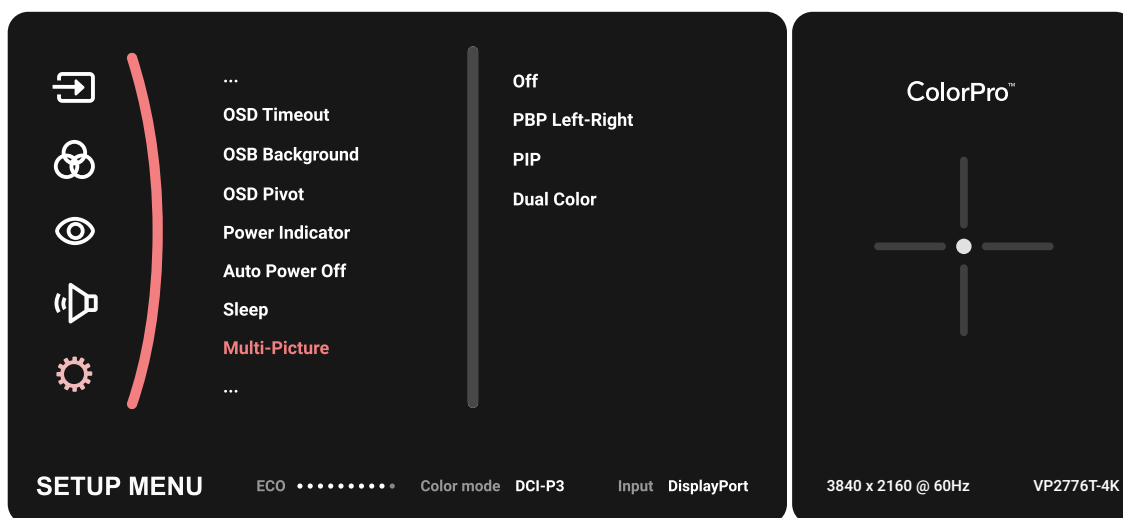 ...
OSD Timeout
OSB Background
OSD Pivot
Power Indicator
Auto Power Off
Sleep
Multi-Picture
...
Off
PBP Left-Right
PIP
Dual Color
SETUP MENU ECO Color mode DCI-P3 Input DisplayPort
ColorPro™
3840 x 2160 @ 60Hz VP2776T-4K